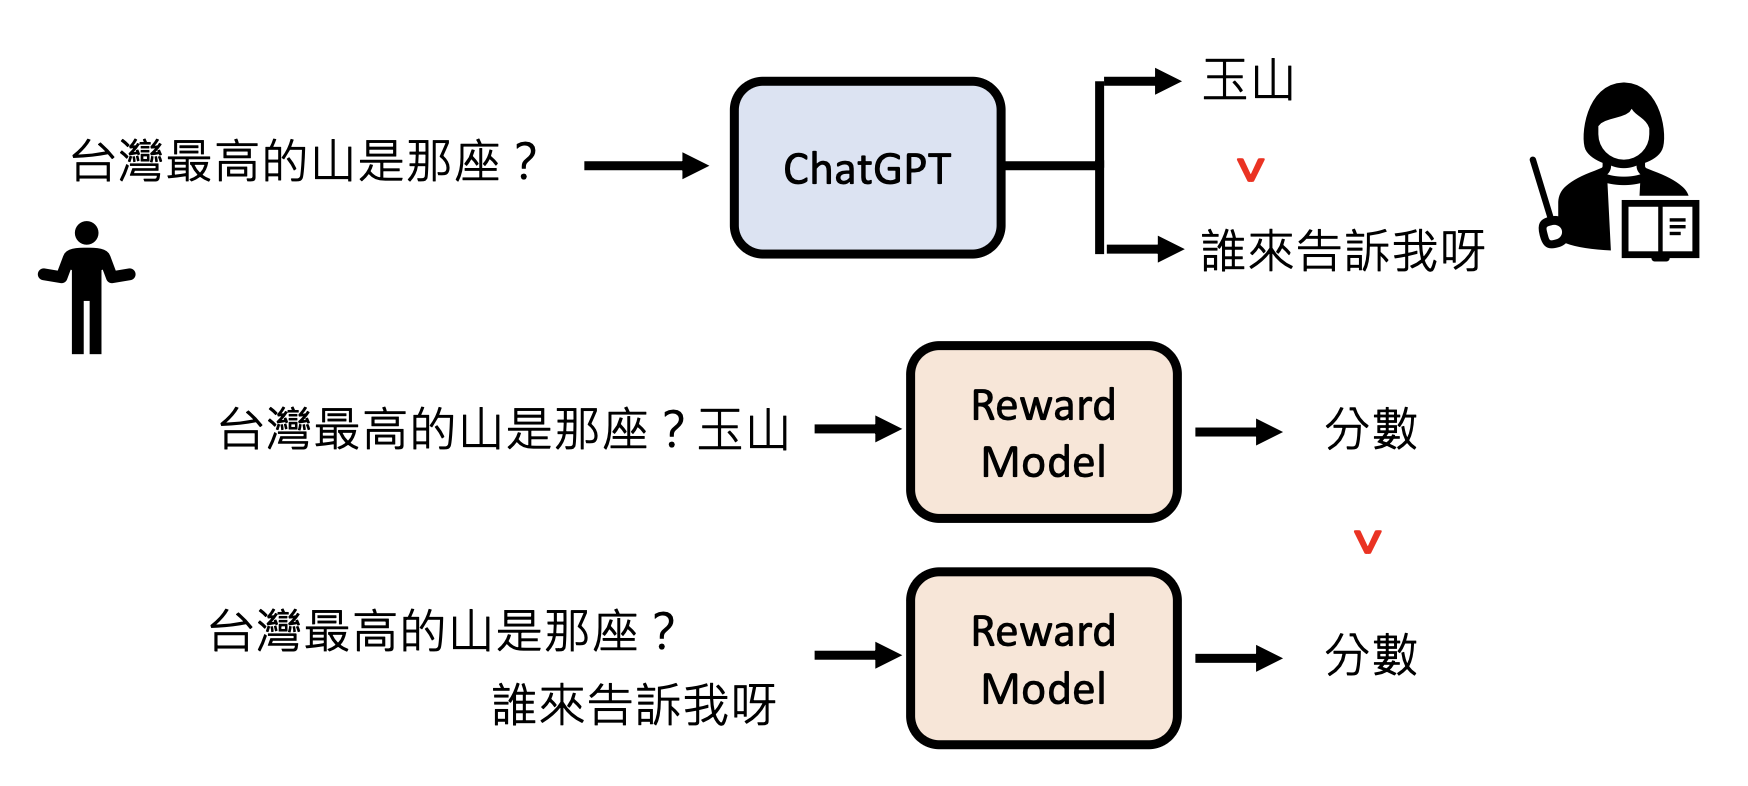 台灣最高的山是那座？
ChatGPT
玉山
v
誰來告訴我呀
台灣最高的山是那座？玉山
Reward
Model
分數
v
台灣最高的山是那座？
誰來告訴我呀
Reward
Model
分數